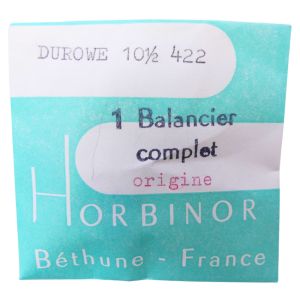 DUROWE 10½ 422
1 Balancier
complet
origine
HORBINOR
Béthune - France